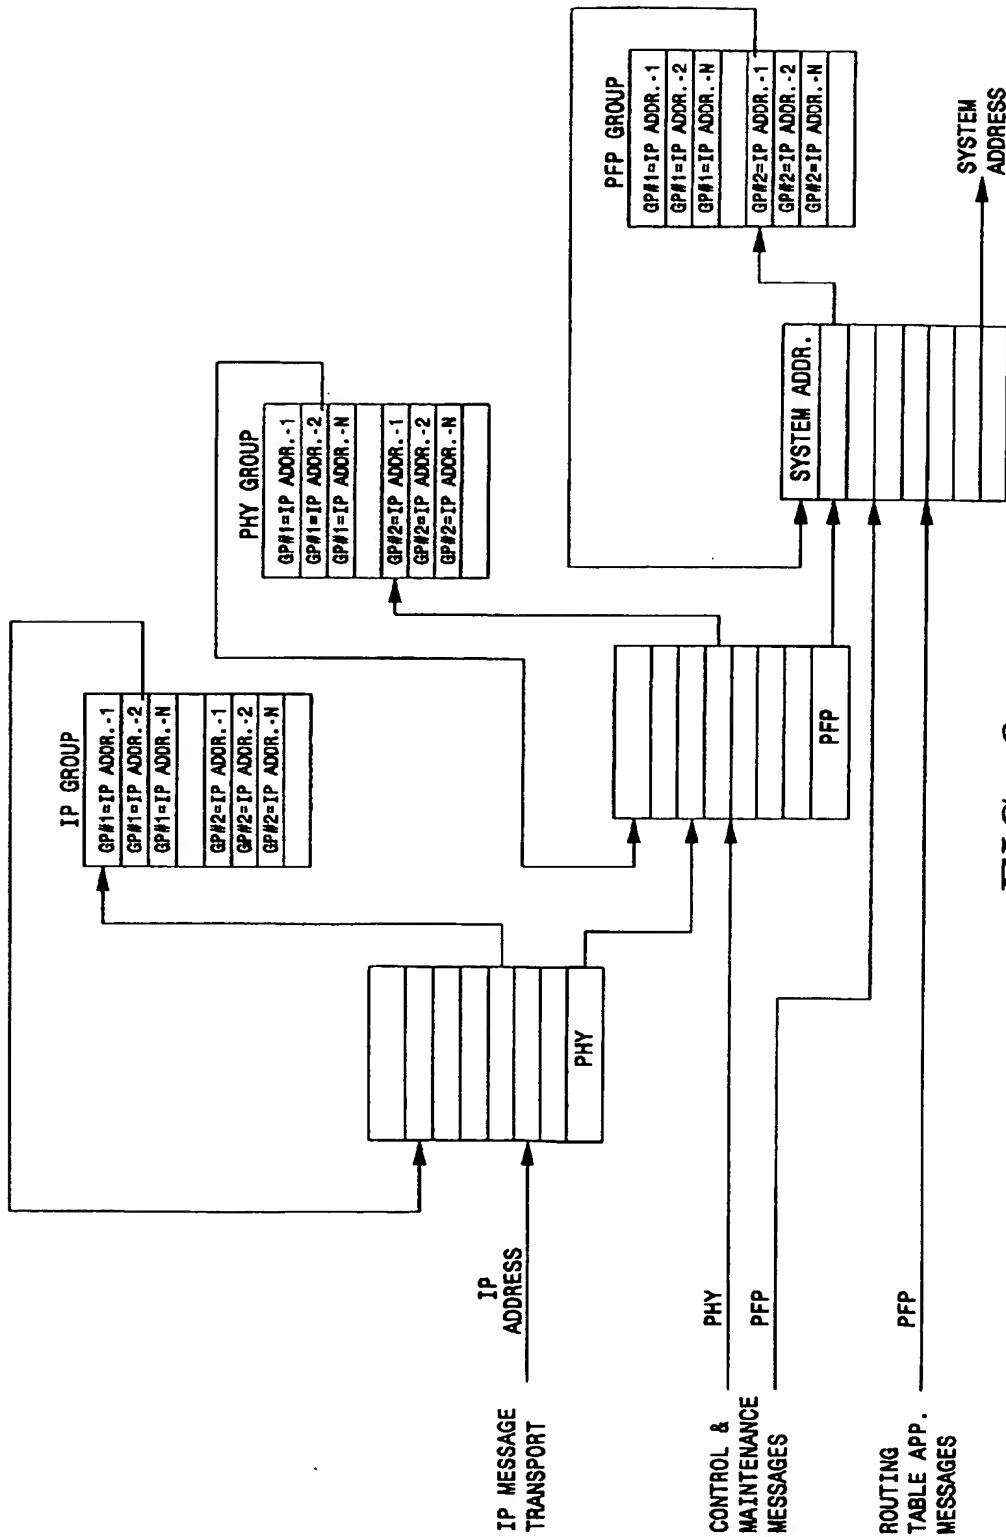 IP GROUP
GP#1=IP ADDR.-1
GP#1=IP ADDR.-2
GP#1=IP ADDR.-N
GP#2=IP ADDR.-1
GP#2=IP ADDR.-2
GP#2=IP ADDR.-N
PHY GROUP
GP#1=IP ADDR.-1
GP#1=IP ADDR.-2
GP#1=IP ADDR.-N
GP#2=IP ADDR.-1
GP#2=IP ADDR.-2
GP#2=IP ADDR.-N
PFP GROUP
GP#1=IP ADDR.-1
GP#1=IP ADDR.-2
GP#1=IP ADDR.-N
GP#2=IP ADDR.-1
GP#2=IP ADDR.-2
GP#2=IP ADDR.-N
IP MESSAGE
TRANSPORT
IP
ADDRESS
PHY
CONTROL &
MAINTENANCE
MESSAGES
PHY
PFP
PFP
ROUTING
TABLE APP.
MESSAGES
PFP
SYSTEM ADDR.
SYSTEM
ADDRESS